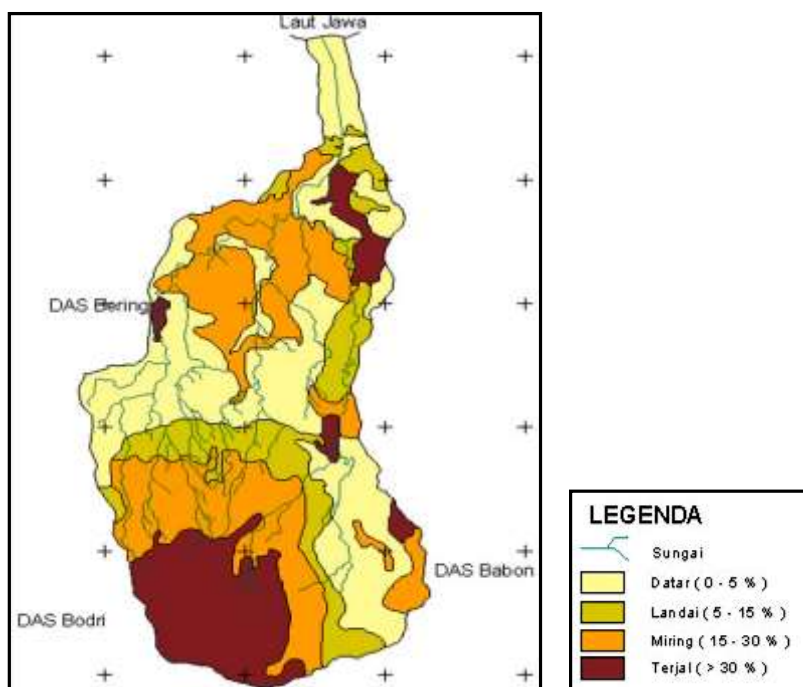 Laut Jawa
DAS Bering
DAS Babon
DAS Bodri
LEGENDA
Sungai
Datar ( 0 - 5 % )
Landai ( 5 - 15 % )
Miring ( 15 - 30 % )
Terjal ( > 30 % )